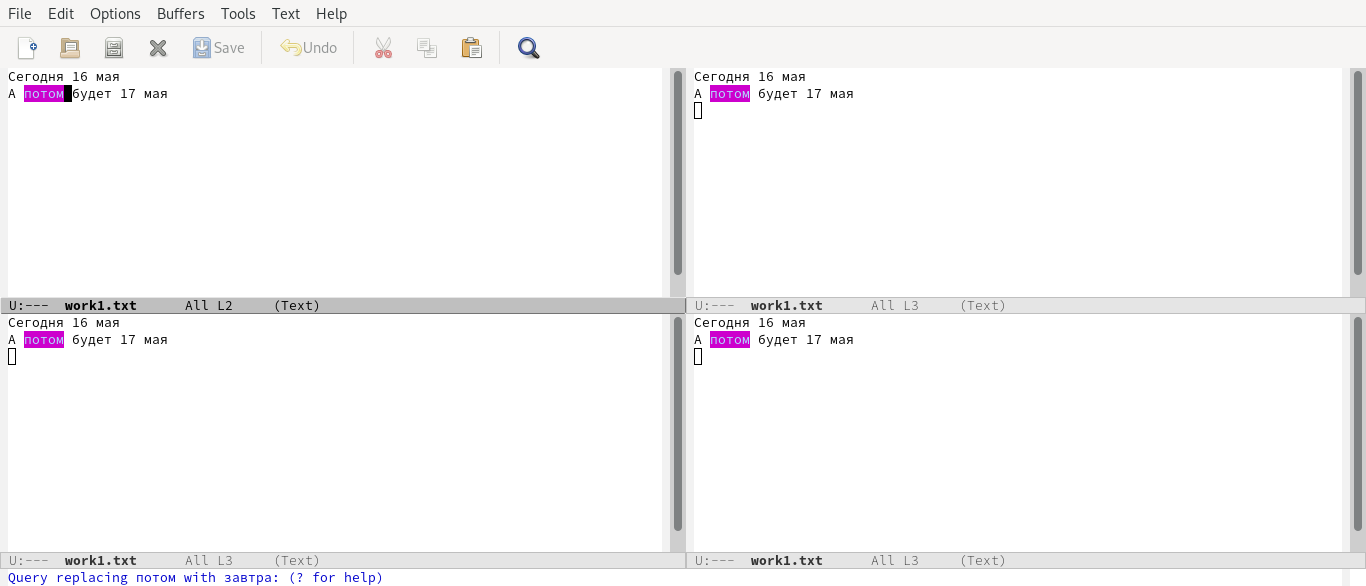 File Edit Options Buffers Tools Text Help
Save Undo
Сегодня 16 мая
А потом будет 17 мая
U:--- work1.txt All L2 (Text)
Сегодня 16 мая
А потом будет 17 мая
U:--- work1.txt All L3 (Text)
Сегодня 16 мая
А потом будет 17 мая
U:--- work1.txt All L3 (Text)
Сегодня 16 мая
А потом будет 17 мая
U:--- work1.txt All L3 (Text)
Query replacing потом with завтра: (? for help)